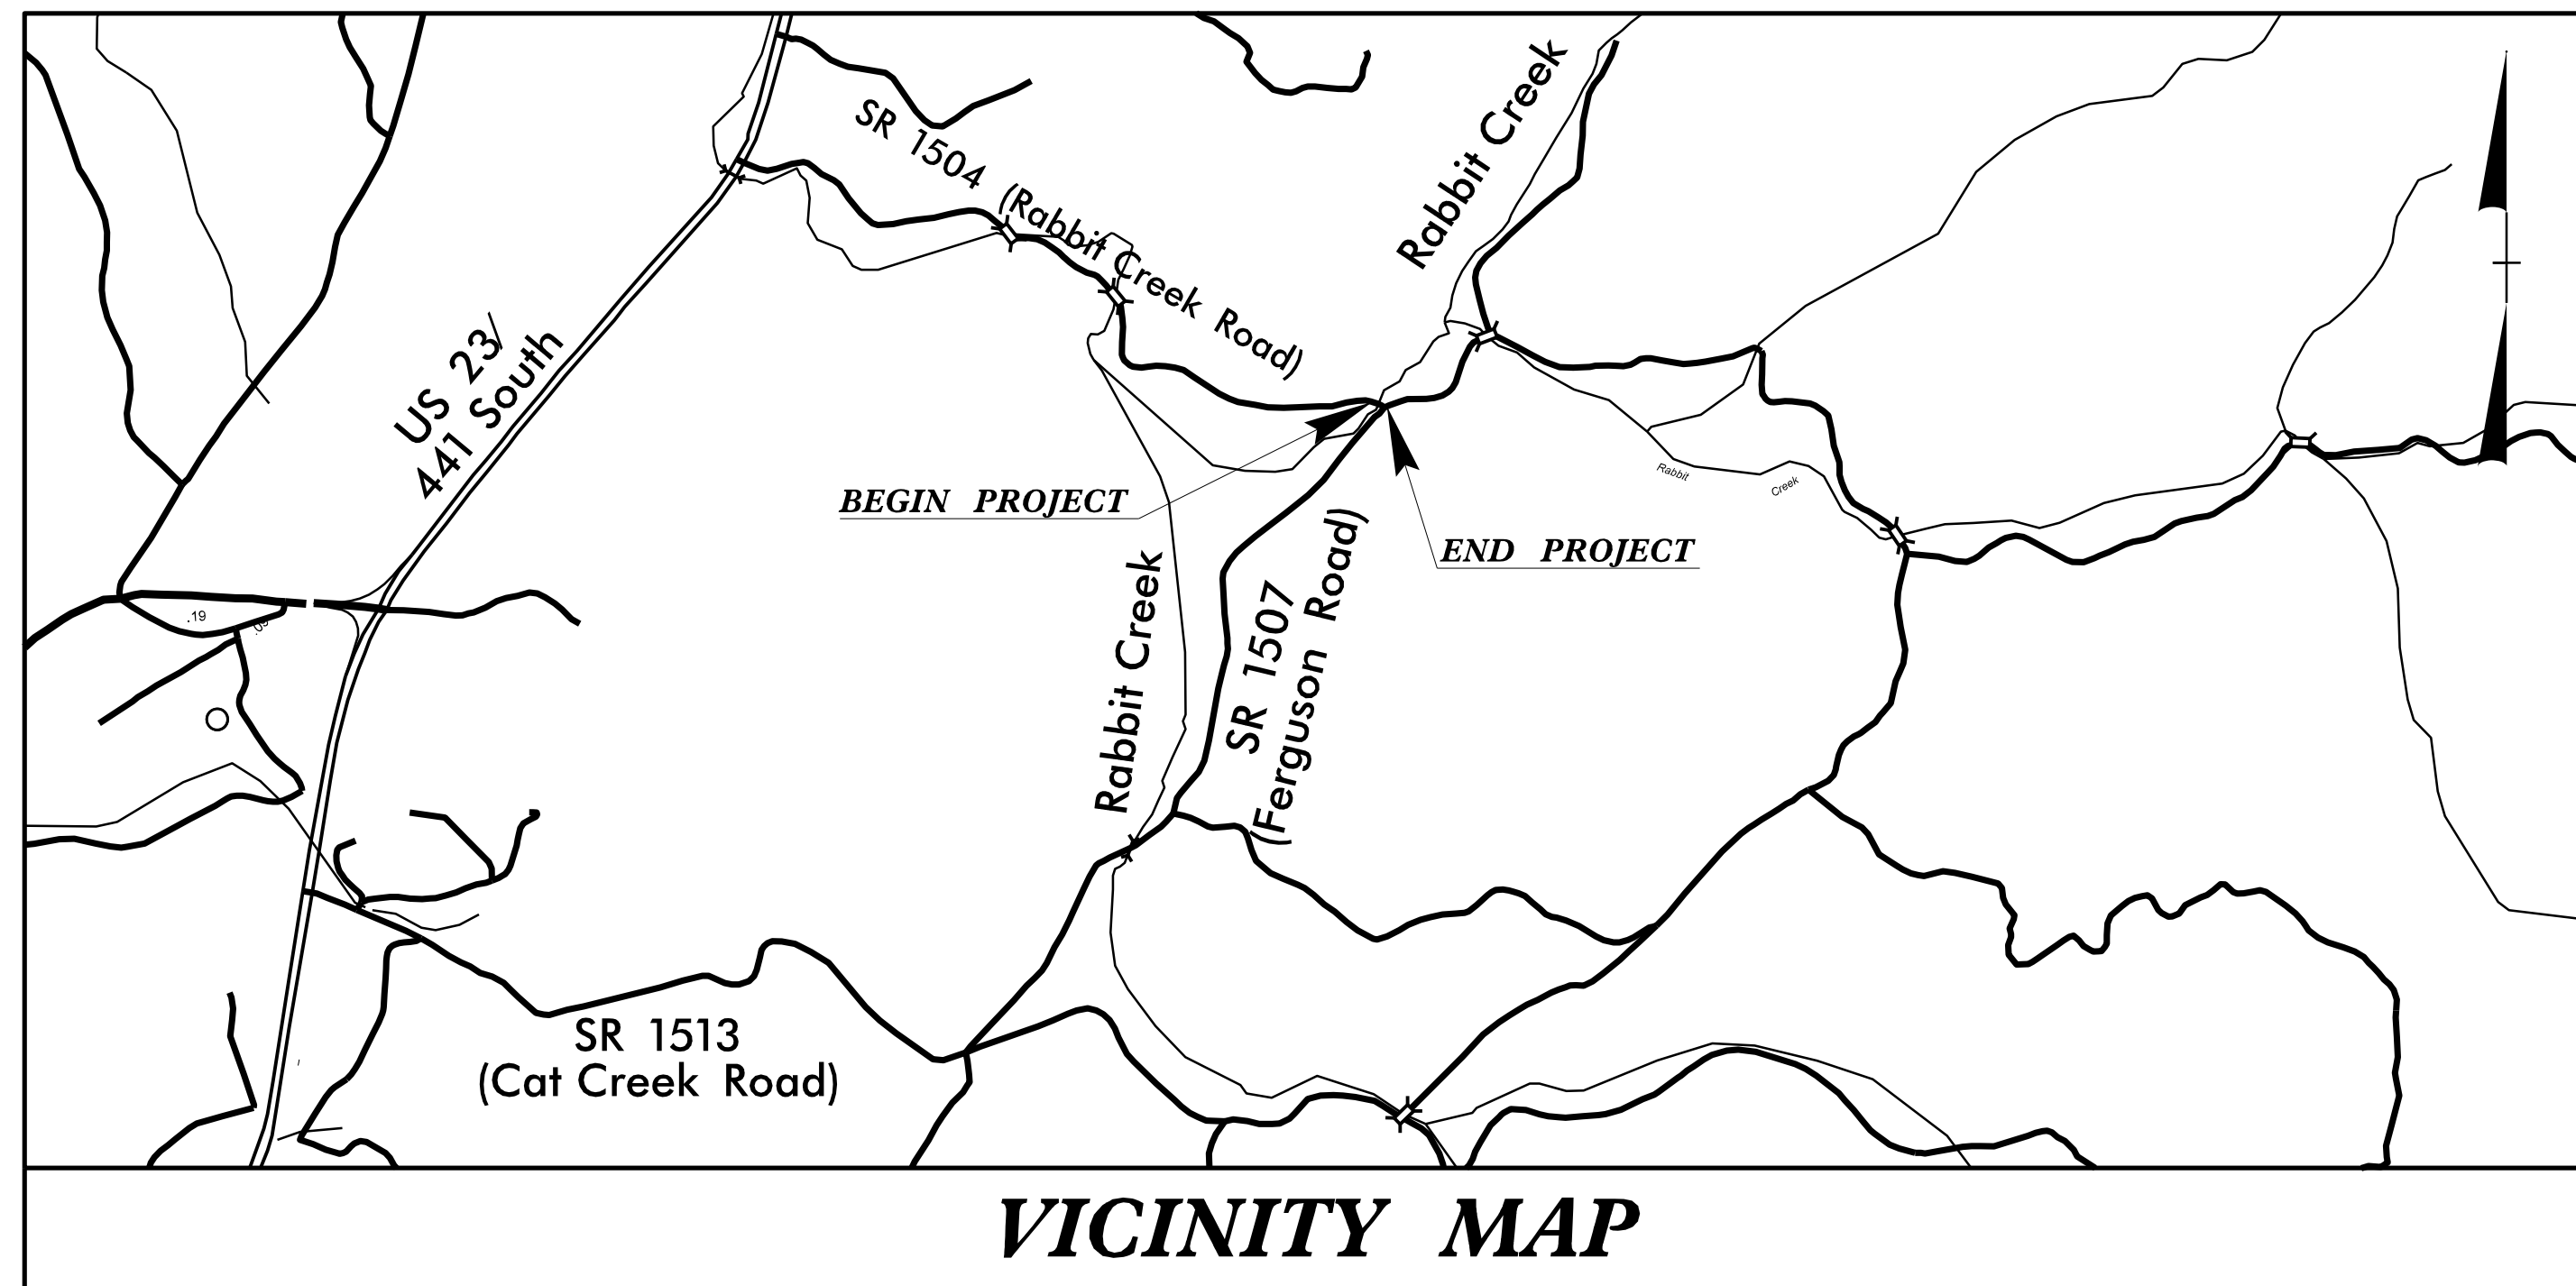 SR 1504 (Rabbit Creek Road)
Rabbit Creek
US 23/
441 South
BEGIN PROJECT
END PROJECT
Rabbit
Creek
Rabbit Creek
SR 1507
(Ferguson Road)
.19
.09
SR 1513
(Cat Creek Road)
VICINITY MAP